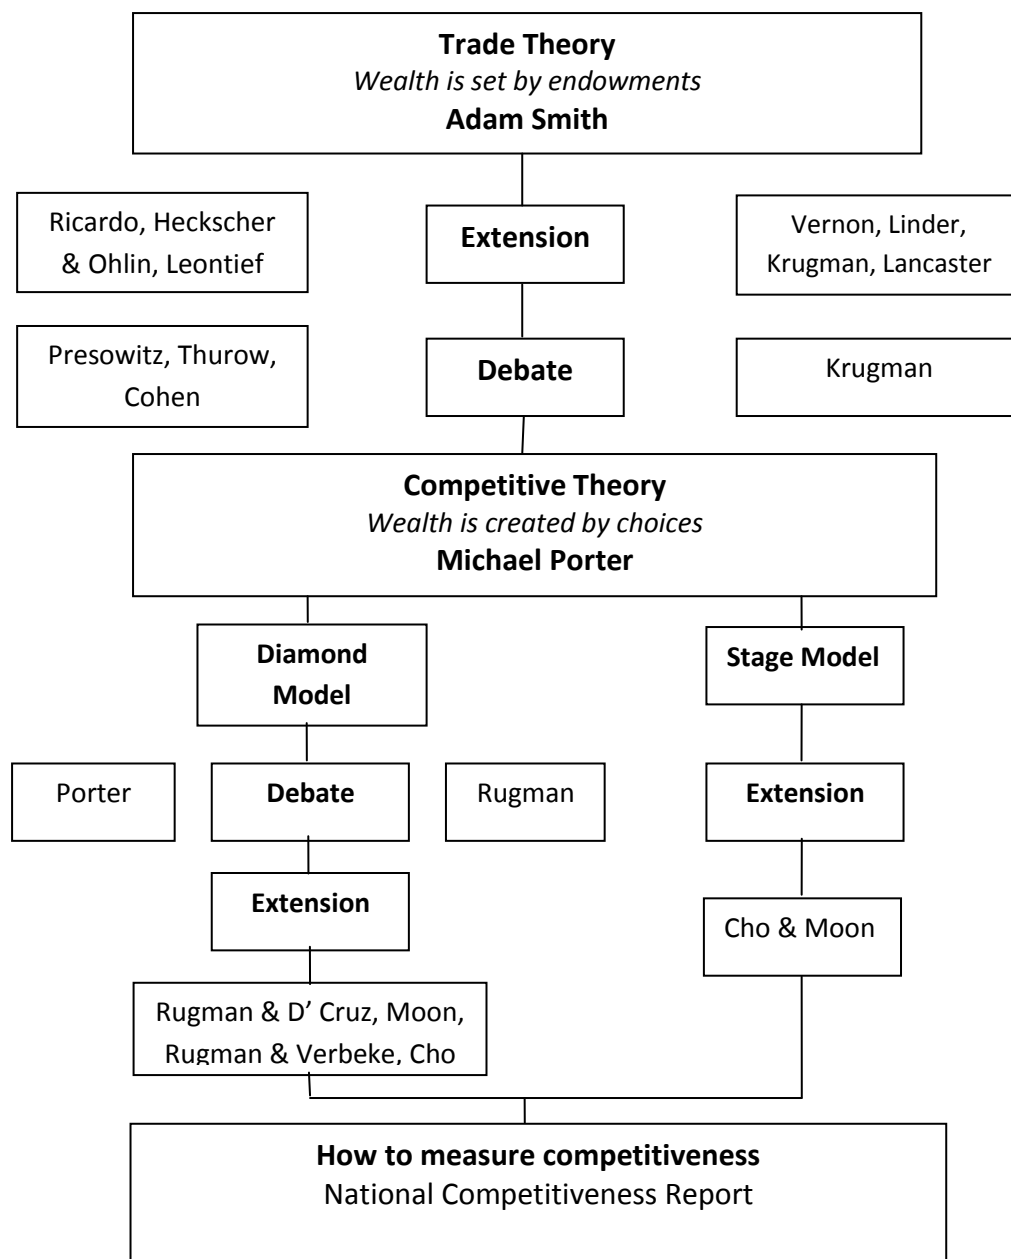 Trade Theory
Wealth is set by endowments
Adam Smith
Ricardo, Heckscher
& Ohlin, Leontief
Extension
Vernon, Linder,
Krugman, Lancaster
Presowitz, Thurow,
Cohen
Debate
Krugman
Competitive Theory
Wealth is created by choices
Michael Porter
Diamond
Model
Stage Model
Porter
Debate
Rugman
Extension
Extension
Cho & Moon
Rugman & D’ Cruz, Moon,
Rugman & Verbeke, Cho
How to measure competitiveness
National Competitiveness Report